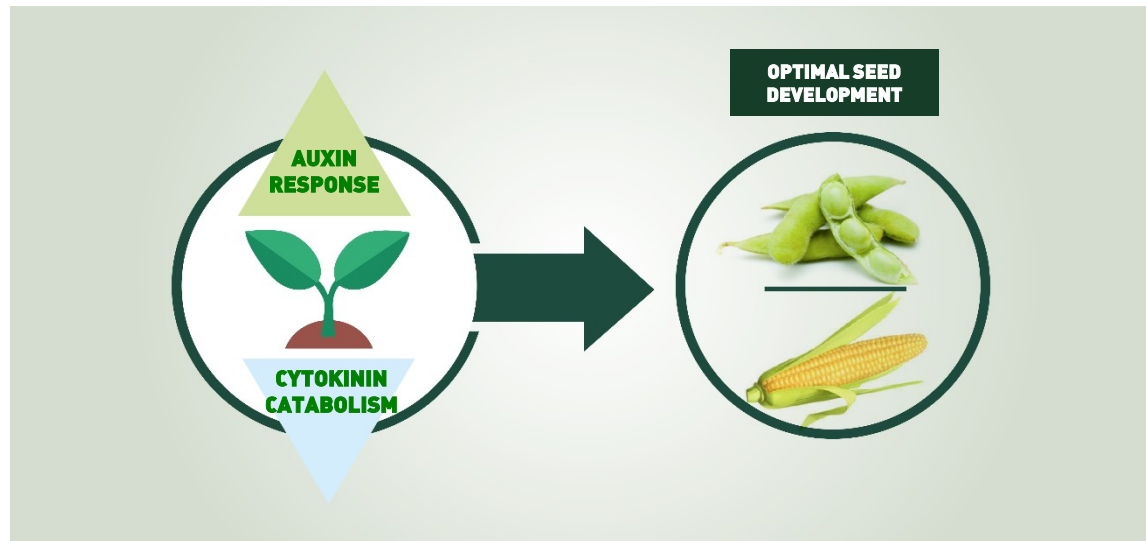 AUXIN
RESPONSE
CYTOKININ
CATABOLISM
OPTIMAL SEED
DEVELOPMENT